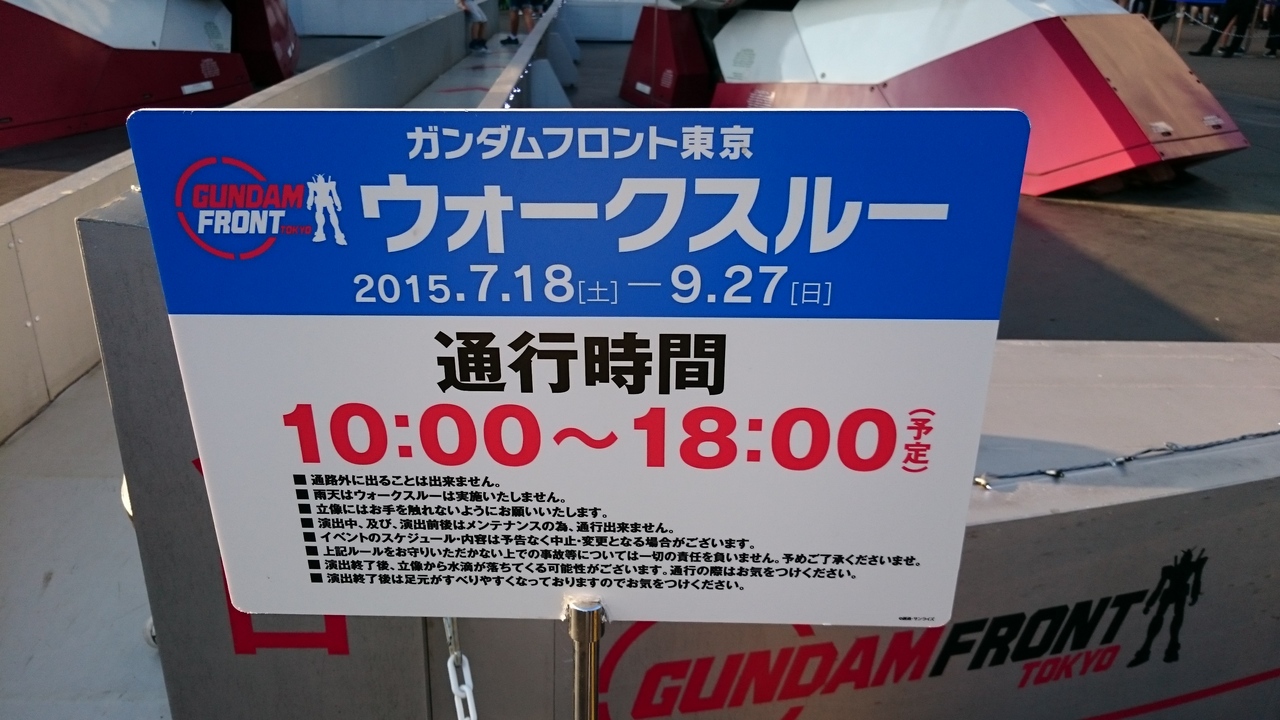 ガンダムフロント東京
GUNDAM
FRONT
TOKYO
ウォークスルー
2015.7.18[土]－9.27[日]
通行時間
10:00～18:00(予定)
■ 通路外に出ることは出来ません。
■ 雨天はウォークスルーは実施いたしません。
■ 立像にはお手を触れないようにお願いいたします。
■ 演出中、及び、演出前後はメンテナンスの為、通行出来ません。
■ イベントのスケジュール・内容は予告なく中止・変更となる場合がございます。
■ 上記ルールをお守りいただかない上での事故等については一切の責任を負いません。予めご了承くださいませ。
■ 演出終了後、立像から水滴が落ちてくる可能性がございます。通行の際はお気をつけください。
■ 演出終了後は足元がすべりやすくなっておりますのでお気をつけください。
GUNDAM FRONT
TOKYO